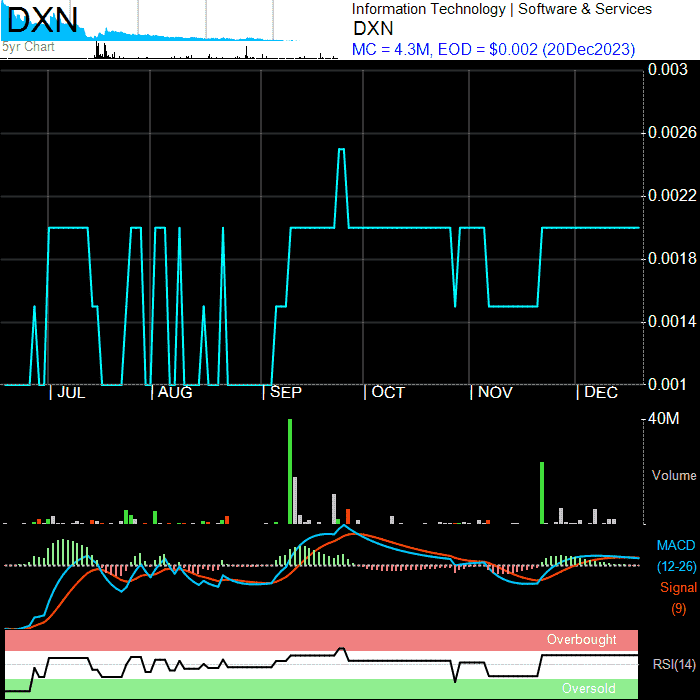 DXN
5yr Chart
Information Technology | Software & Services
DXN
MC = 4.3M, EOD = $0.002 (20Dec2023)
0.003
0.0026
0.0022
0.0018
0.0014
0.001
JUL
AUG
SEP
OCT
NOV
DEC
40M
Volume
MACD
(12-26)
Signal
(9)
Overbought
RSI(14)
Oversold